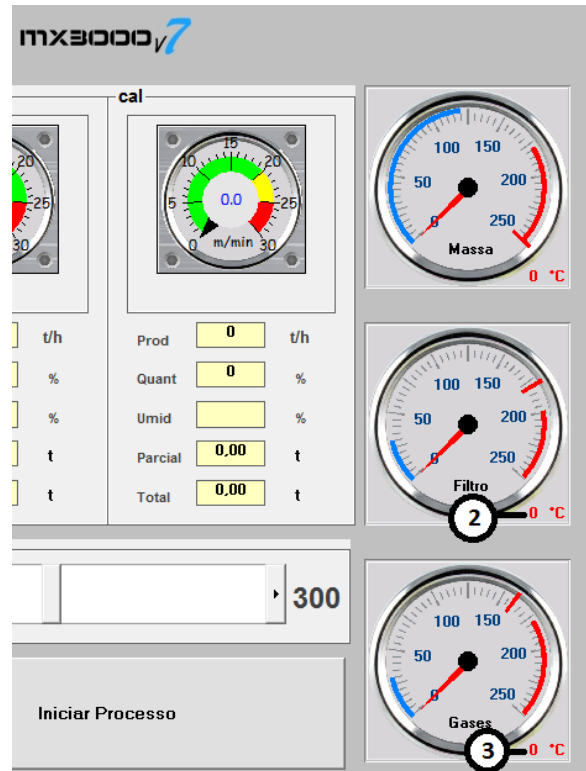 mx3000v7
cal
20
25
30
0
5
10
15
20
25
30
0.0
m/min
t/h
%
%
t
t
Prod 0 t/h
Quant 0 %
Umid %
Parcial 0,00 t
Total 0,00 t
300
Iniciar Processo
0
50
100
150
200
250
Massa
0 °C
0
50
100
150
200
250
Filtro
2
0 °C
0
50
100
150
200
250
Gases
3
0 °C